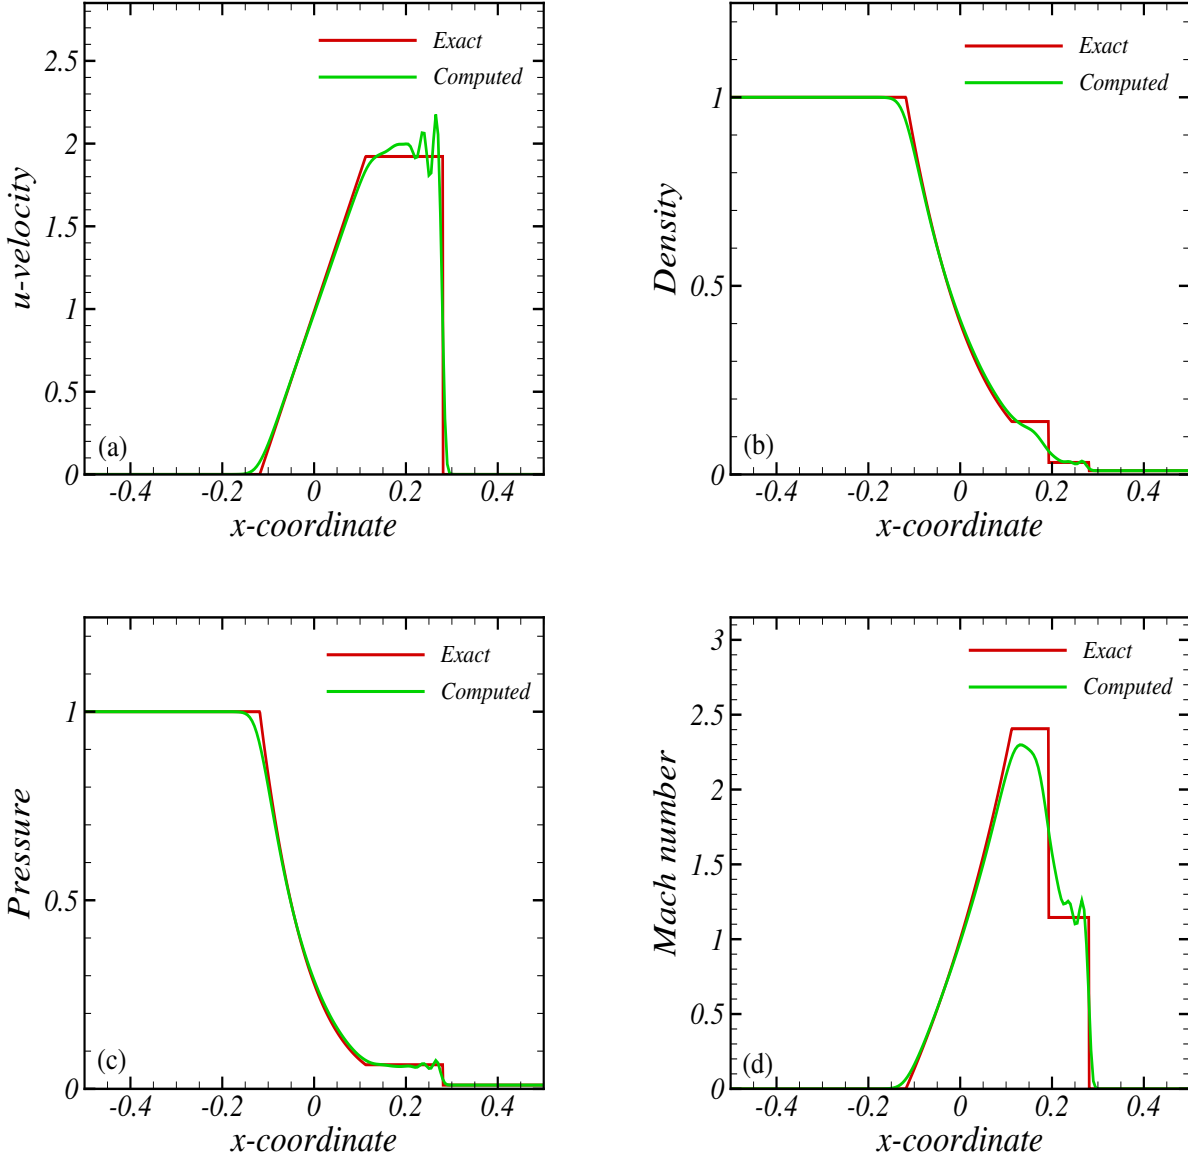 Exact
Computed
2.5
2
1.5
1
0.5
0
u-velocity
(a)
-0.4 -0.2 0 0.2 0.4
x-coordinate
Exact
Computed
1
0.5
0
Density
(b)
-0.4 -0.2 0 0.2 0.4
x-coordinate
Exact
Computed
1
0.5
0
Pressure
(c)
-0.4 -0.2 0 0.2 0.4
x-coordinate
Exact
Computed
3
2.5
2
1.5
1
0.5
0
Mach number
(d)
-0.4 -0.2 0 0.2 0.4
x-coordinate